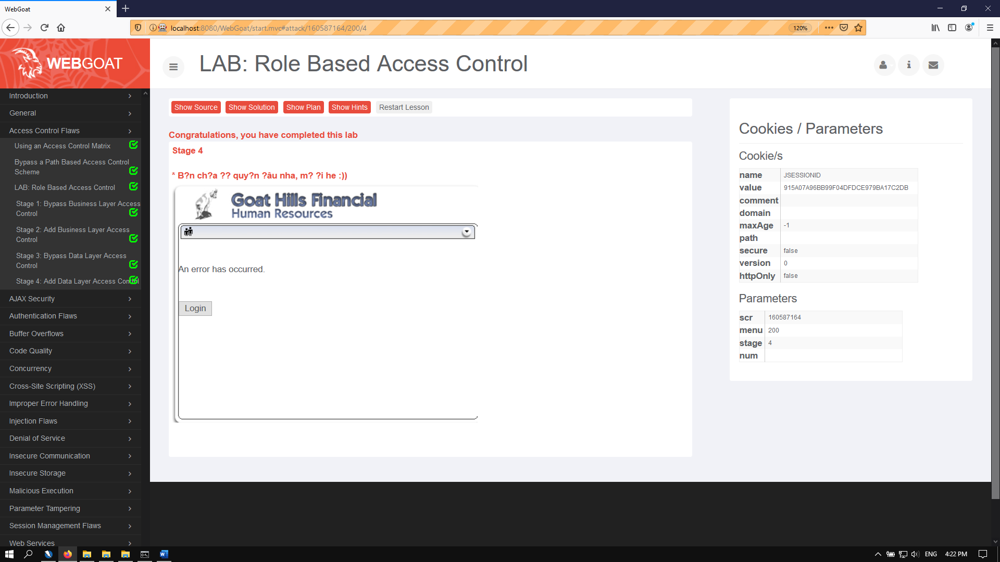 WebGoat
localhost:8080/WebGoat/start.mvc#attack/160587164/200/4
120%
WEBGOAT
LAB: Role Based Access Control
Introduction
General
Access Control Flaws
Using an Access Control Matrix
Bypass a Path Based Access Control
Scheme
LAB: Role Based Access Control
Stage 1: Bypass Business Layer Access
Control
Stage 2: Add Business Layer Access
Control
Stage 3: Bypass Data Layer Access
Control
Stage 4: Add Data Layer Access Control
AJAX Security
Authentication Flaws
Buffer Overflows
Code Quality
Concurrency
Cross-Site Scripting (XSS)
Improper Error Handling
Injection Flaws
Denial of Service
Insecure Communication
Insecure Storage
Malicious Execution
Parameter Tampering
Session Management Flaws
Web Services
Show Source Show Solution Show Plan Show Hints Restart Lesson
Congratulations, you have completed this lab
Stage 4
* B?n ch?a ?? quy?n ?âu nha, m? ?i he :))
Goat Hills Financial
Human Resources
An error has occurred.
Login
Cookies / Parameters
Cookie/s
name JSESSIONID
value 915A07A96BB99F04DFDCE979BA17C2DB
comment
domain
maxAge -1
path
secure false
version 0
httpOnly false
Parameters
scr 160587164
menu 200
stage 4
num
ENG 4:22 PM